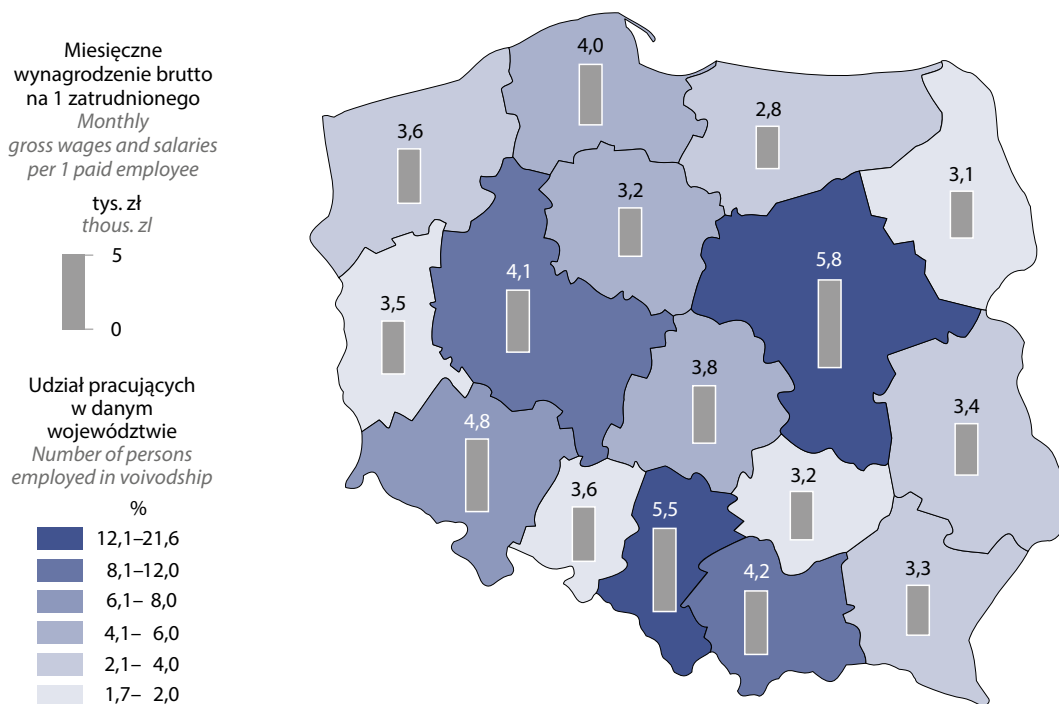 Miesięczne
wynagrodzenie brutto
na 1 zatrudnionego
Monthly
gross wages and salaries
per 1 paid employee
tys. zł
thous. zl
5
0
Udział pracujących
w danym
województwie
Number of persons
employed in voivodship
%
12,1–21,6
8,1–12,0
6,1– 8,0
4,1– 6,0
2,1– 4,0
1,7– 2,0
4,0
2,8
3,6
3,1
3,2
5,8
4,1
3,5
3,8
3,4
4,8
3,2
3,6
5,5
4,2
3,3